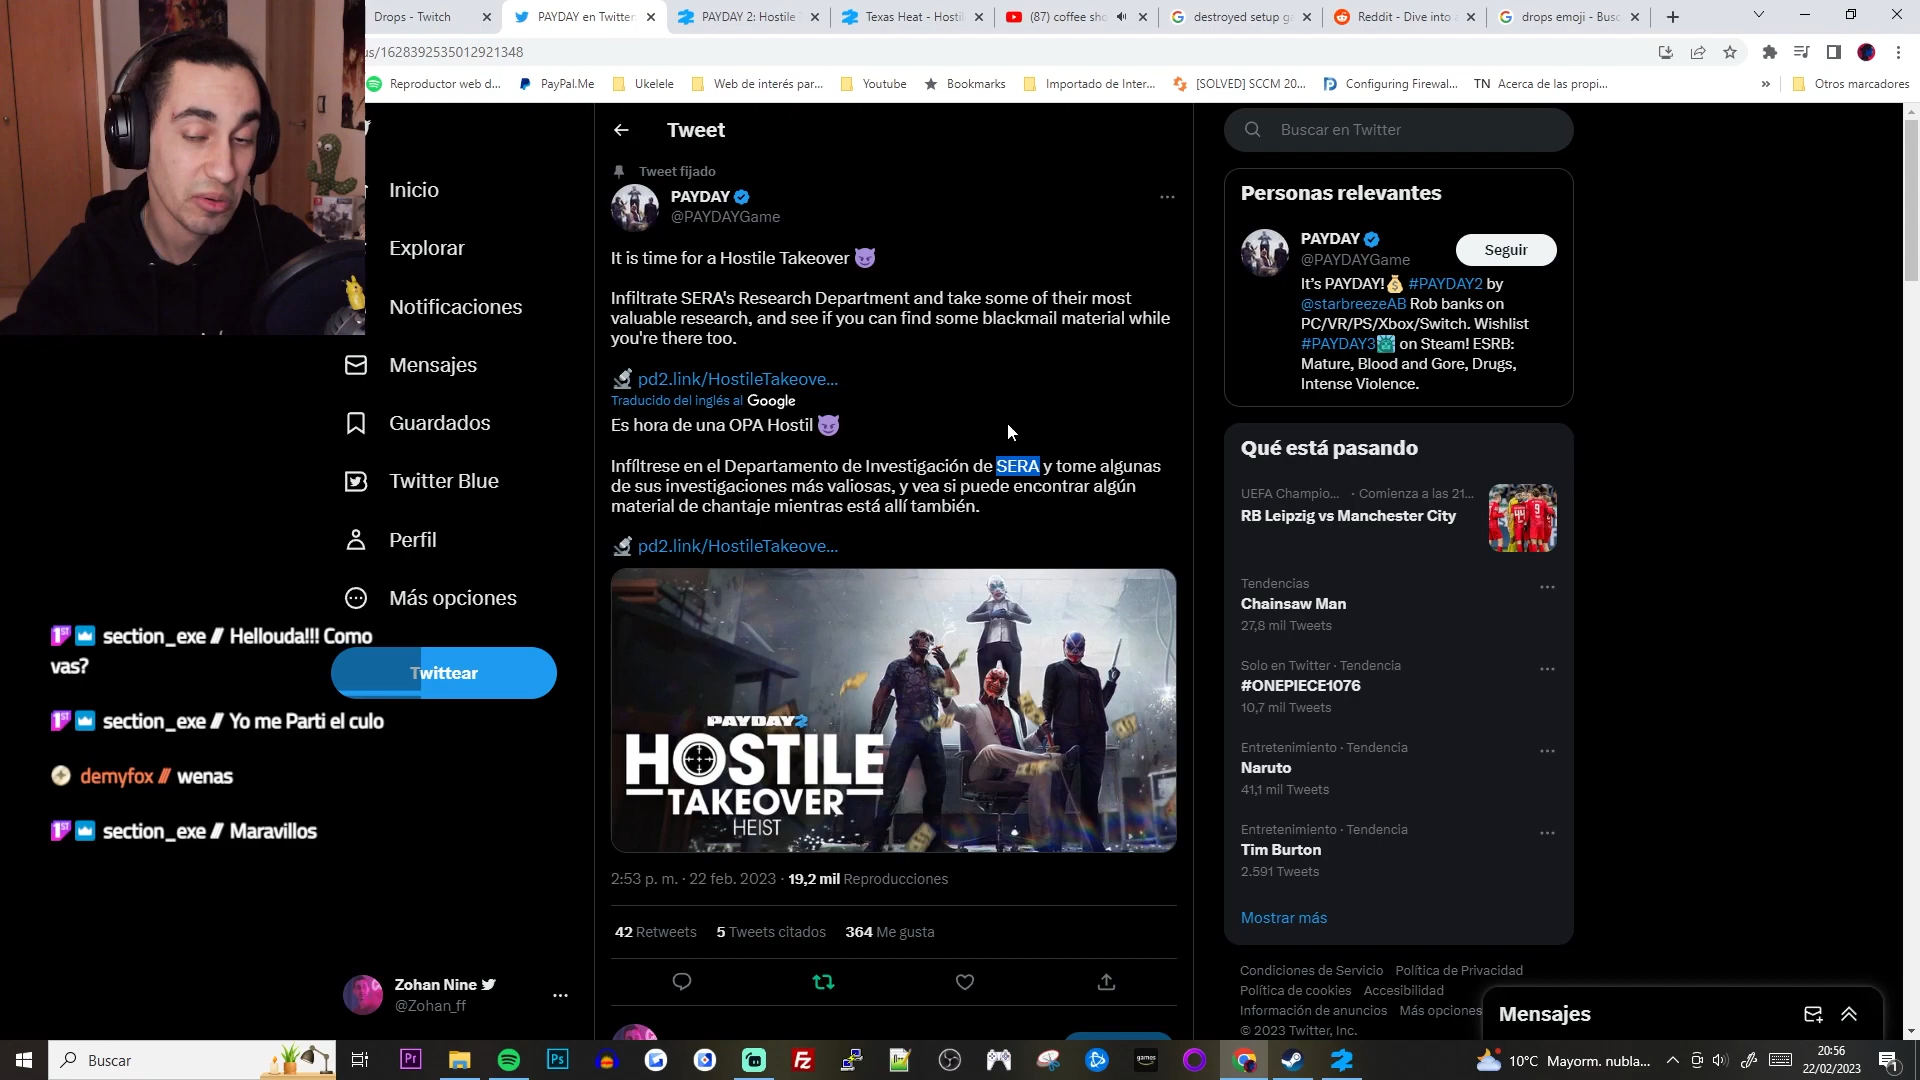 Drops - Twitch
PAYDAY en Twitter
PAYDAY 2: Hostile T
Texas Heat - Hostil
(87) coffee sho
destroyed setup ga
Reddit - Dive into a
drops emoji - Busc
us/1628392535012921348
Reproductor web d...
PayPal.Me
Ukelele
Web de interés par...
Youtube
Bookmarks
Importado de Inter...
[SOLVED] SCCM 20...
Configuring Firewal...
TN Acerca de las propi...
Otros marcadores
Inicio
Explorar
Notificaciones
Mensajes
Guardados
Twitter Blue
Perfil
Más opciones
Twittear
section_exe // Hellouda!!! Como
vas?
section_exe // Yo me Parti el culo
demyfox // wenas
section_exe // Maravillos
Zohan Nine
@Zohan_ff
Tweet
Tweet fijado
PAYDAY
@PAYDAYGame
It is time for a Hostile Takeover 😈
Infiltrate SERA's Research Department and take some of their most
valuable research, and see if you can find some blackmail material while
you're there too.
🔬 pd2.link/HostileTakeove...
Traducido del inglés al Google
Es hora de una OPA Hostil 😈
Infíltrese en el Departamento de Investigación de SERA y tome algunas
de sus investigaciones más valiosas, y vea si puede encontrar algún
material de chantaje mientras está allí también.
🔬 pd2.link/HostileTakeove...
PAYDAY2
HOSTILE
TAKEOVER
HEIST
2:53 p. m. · 22 feb. 2023 · 19,2 mil Reproducciones
42 Retweets 5 Tweets citados 364 Me gusta
Buscar en Twitter
Personas relevantes
PAYDAY
@PAYDAYGame
Seguir
It's PAYDAY!💰 #PAYDAY2 by
@starbreezeAB Rob banks on
PC/VR/PS/Xbox/Switch. Wishlist
#PAYDAY3🗽 on Steam! ESRB:
Mature, Blood and Gore, Drugs,
Intense Violence.
Qué está pasando
UEFA Champio... · Comienza a las 21...
RB Leipzig vs Manchester City
Tendencias
Chainsaw Man
27,8 mil Tweets
Solo en Twitter · Tendencia
#ONEPIECE1076
10,7 mil Tweets
Entretenimiento · Tendencia
Naruto
41,1 mil Tweets
Entretenimiento · Tendencia
Tim Burton
2.591 Tweets
Mostrar más
Condiciones de Servicio Política de Privacidad
Política de cookies Accesibilidad
Información de anuncios Más opciones
© 2023 Twitter, Inc.
Mensajes
Buscar
10°C Mayorm. nubla...
20:56
22/02/2023